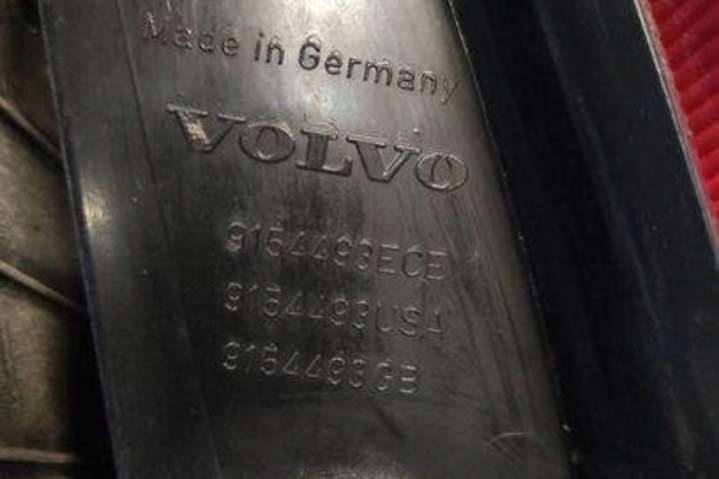 Made in Germany
VOLVO
9154493ECE
9154493USA
9154493GB